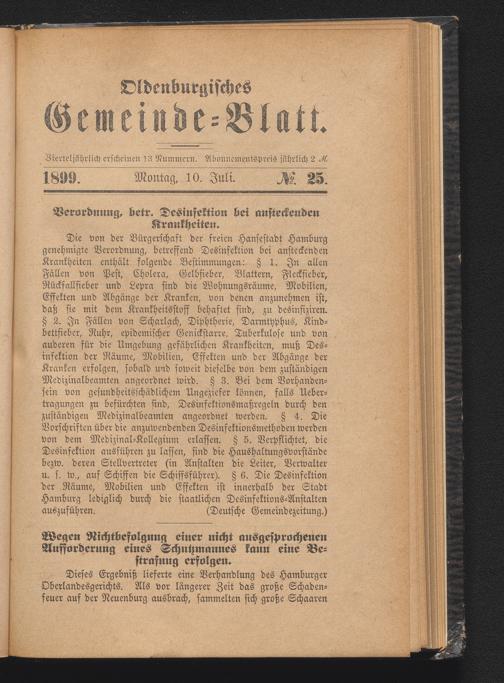 Oldenburgisches
Gemeinde-Blatt.
Vierteljährlich erscheinen 13 Nummern. Abonnementspreis jährlich 2 ℳ.
1899. Montag, 10. Juli. № 25.
Verordnung, betr. Desinfektion bei ansteckenden
Krankheiten.
Die von der Bürgerschaft der freien Hansestadt Hamburg
genehmigte Verordnung, betreffend Desinfektion bei ansteckenden
Krankheiten enthält folgende Bestimmungen: § 1. In allen
Fällen von Pest, Cholera, Gelbfieber, Blattern, Fleckfieber,
Rückfallfieber und Lepra sind die Wohnungsräume, Mobilien,
Effekten und Abgänge der Kranken, von denen anzunehmen ist,
daß sie mit dem Krankheitsstoff behaftet sind, zu desinfiziren.
§ 2. In Fällen von Scharlach, Diphtherie, Darmtyphus, Kind-
bettfieber, Ruhr, epidemischer Genickstarre, Tuberkulose und von
anderen für die Umgebung gefährlichen Krankheiten, muß Des-
infektion der Räume, Mobilien, Effekten und der Abgänge der
Kranken erfolgen, sobald und soweit dieselbe von dem zuständigen
Medizinalbeamten angeordnet wird. § 3. Bei dem Vorhanden-
sein von gesundheitsschädlichem Ungeziefer können, falls Ueber-
tragungen zu befürchten sind, Desinfektionsmaßregeln durch den
zuständigen Medizinalbeamten angeordnet werden. § 4. Die
Vorschriften über die anzuwendenden Desinfektionsmethoden werden
von dem Medizinal-Kollegium erlassen. § 5. Verpflichtet, die
Desinfektion ausführen zu lassen, sind die Haushaltungsvorstände
bezw. deren Stellvertreter (in Anstalten die Leiter, Verwalter
u. s. w., auf Schiffen die Schiffsführer). § 6. Die Desinfektion
der Räume, Mobilien und Effekten ist innerhalb der Stadt
Hamburg lediglich durch die staatlichen Desinfektions-Anstalten
auszuführen. (Deutsche Gemeindezeitung.)
Wegen Nichtbefolgung einer nicht ausgesprochenen
Aufforderung eines Schutzmannes kann eine Be-
strafung erfolgen.
Dieses Ergebniß lieferte eine Verhandlung des Hamburger
Oberlandesgerichts. Als vor längerer Zeit das große Schaden-
feuer auf der Neuenburg ausbrach, sammelten sich große Schaaren